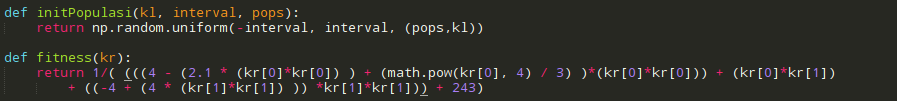 def initPopulasi(kl, interval, pops):
    return np.random.uniform(-interval, interval, (pops,kl))
def fitness(kr):
    return 1/( (((4 - (2.1 * (kr[0]*kr[0]) ) + (math.pow(kr[0], 4) / 3) )*(kr[0]*kr[0])) + (kr[0]*kr[1])
        + ((-4 + (4 * (kr[1]*kr[1]) )) *kr[1]*kr[1])) + 243)